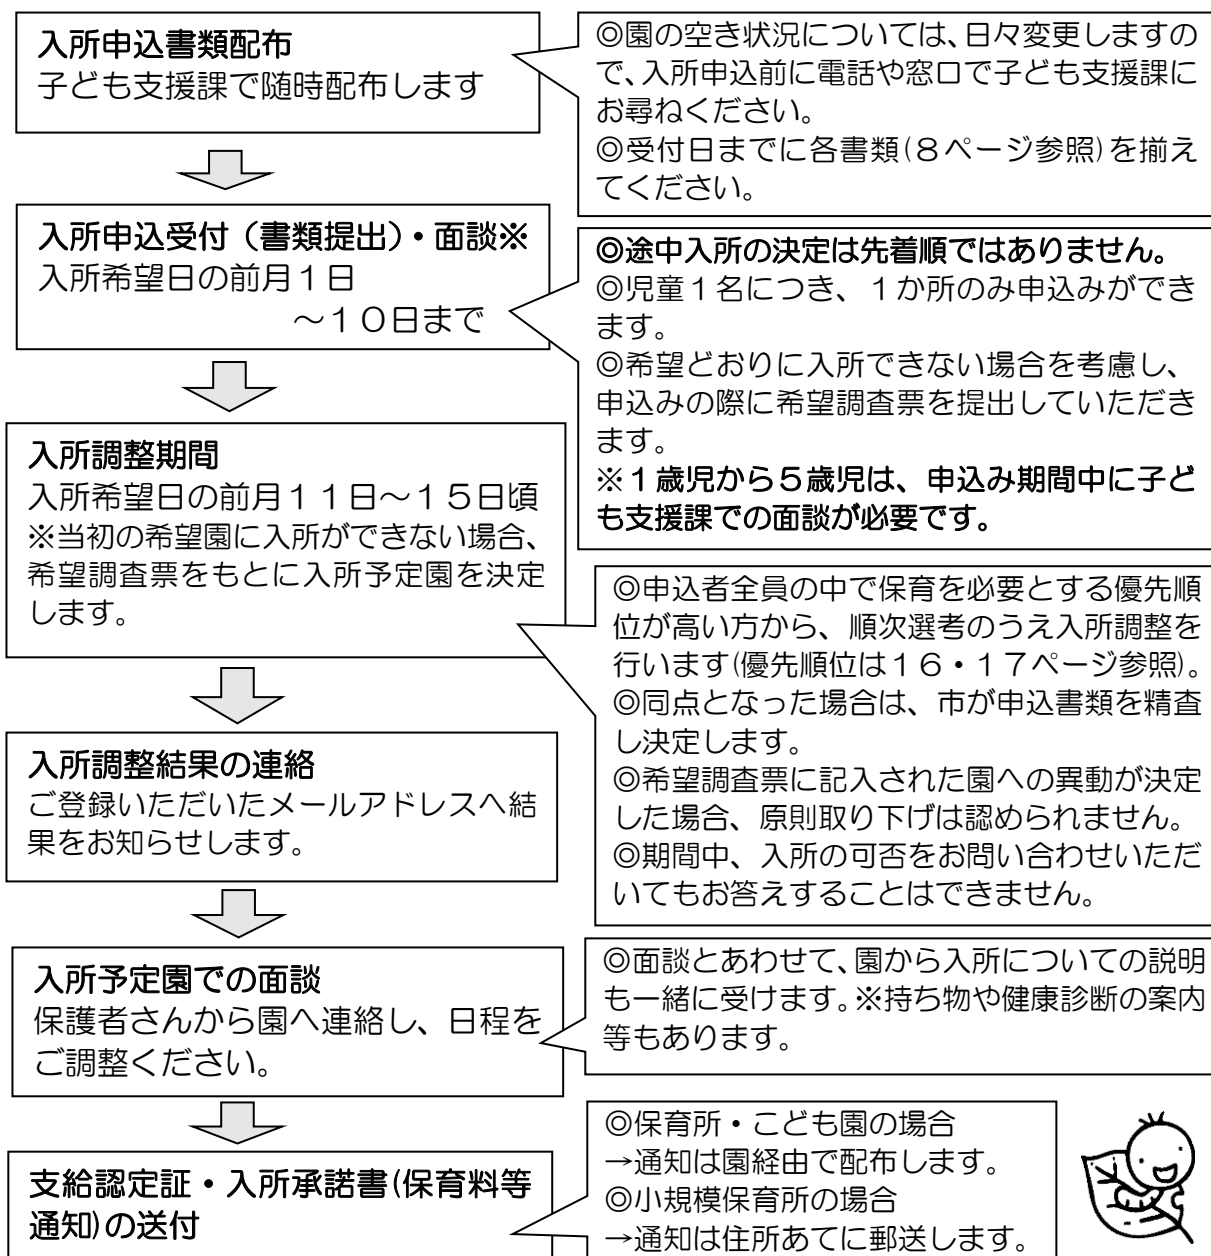 入所申込書類配布
子ども支援課で随時配布します
◎園の空き状況については、日々変更しますの
で、入所申込前に電話や窓口で子ども支援課に
お尋ねください。
◎受付日までに各書類(８ページ参照)を揃え
てください。
入所申込受付（書類提出）・面談※
入所希望日の前月１日
～１０日まで
◎途中入所の決定は先着順ではありません。
◎児童１名につき、１か所のみ申込みができ
ます。
◎希望どおりに入所できない場合を考慮し、
申込みの際に希望調査票を提出していただき
ます。
※１歳児から５歳児は、申込み期間中に子ど
も支援課での面談が必要です。
入所調整期間
入所希望日の前月１１日～１５日頃
※当初の希望園に入所ができない場合、
希望調査票をもとに入所予定園を決定
します。
◎申込者全員の中で保育を必要とする優先順
位が高い方から、順次選考のうえ入所調整を
行います(優先順位は１６・１７ページ参照)。
◎同点となった場合は、市が申込書類を精査
し決定します。
◎希望調査票に記入された園への異動が決定
した場合、原則取り下げは認められません。
◎期間中、入所の可否をお問い合わせいただ
いてもお答えすることはできません。
入所調整結果の連絡
ご登録いただいたメールアドレスへ結
果をお知らせします。
入所予定園での面談
保護者さんから園へ連絡し、日程を
ご調整ください。
◎面談とあわせて、園から入所についての説明
も一緒に受けます。※持ち物や健康診断の案内
等もあります。
支給認定証・入所承諾書(保育料等
通知)の送付
◎保育所・こども園の場合
→通知は園経由で配布します。
◎小規模保育所の場合
→通知は住所あてに郵送します。